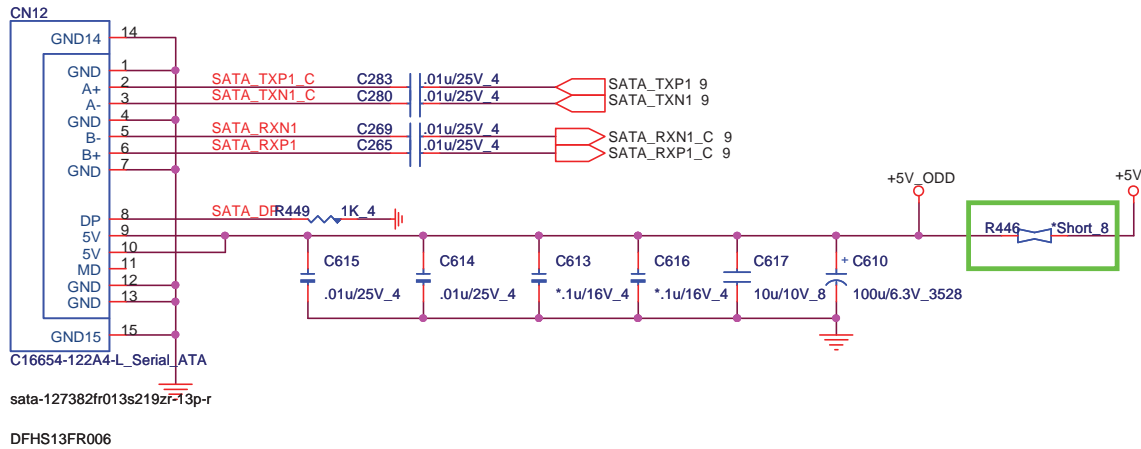 CN12
GND14 14
GND 1
A+ 2 SATA_TXP1_C C283 .01u/25V_4 SATA_TXP1 9
A- 3 SATA_TXN1_C C280 .01u/25V_4 SATA_TXN1 9
GND 4
B- 5 SATA_RXN1 C269 .01u/25V_4 SATA_RXN1_C 9
B+ 6 SATA_RXP1 C265 .01u/25V_4 SATA_RXP1_C 9
GND 7
+5V_ODD +5V
DP 8 SATA_DP R449 1K_4
5V 9 R446 *Short_8
5V 10
MD 11
C615 C614 C613 C616 C617 + C610
GND 12
GND 13
.01u/25V_4 .01u/25V_4 *.1u/16V_4 *.1u/16V_4 10u/10V_8 100u/6.3V_3528
GND15 15
C16654-122A4-L_Serial_ATA
sata-127382fr013s219zr-13p-r
DFHS13FR006